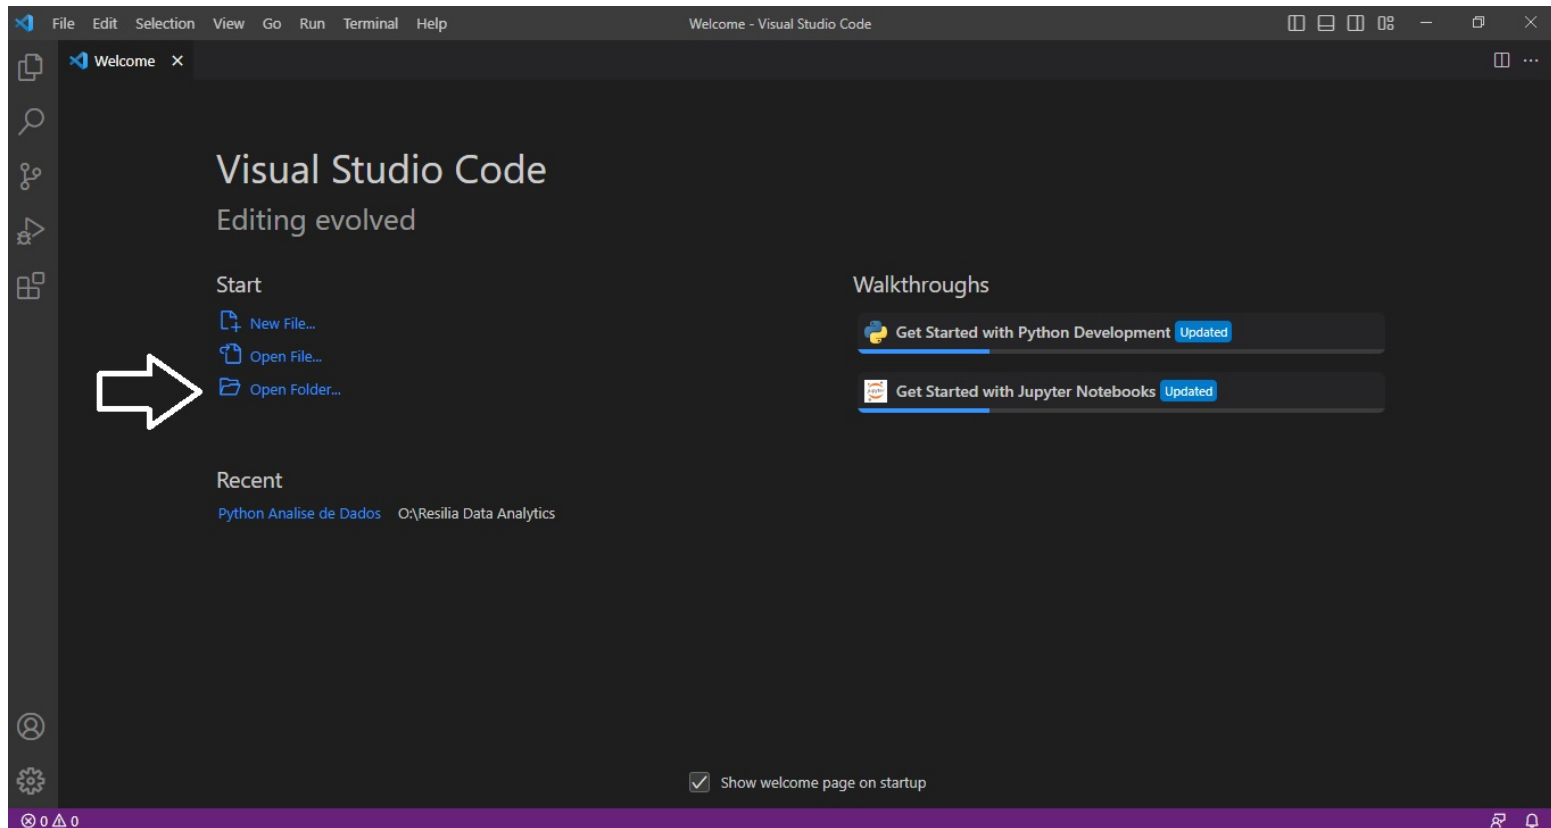 File Edit Selection View Go Run Terminal Help
Welcome - Visual Studio Code
Welcome
Visual Studio Code
Editing evolved
Start
New File...
Open File...
Open Folder...
Recent
Python Analise de Dados O:\Resilia Data Analytics
Walkthroughs
Get Started with Python Development Updated
Get Started with Jupyter Notebooks Updated
Show welcome page on startup
0 0